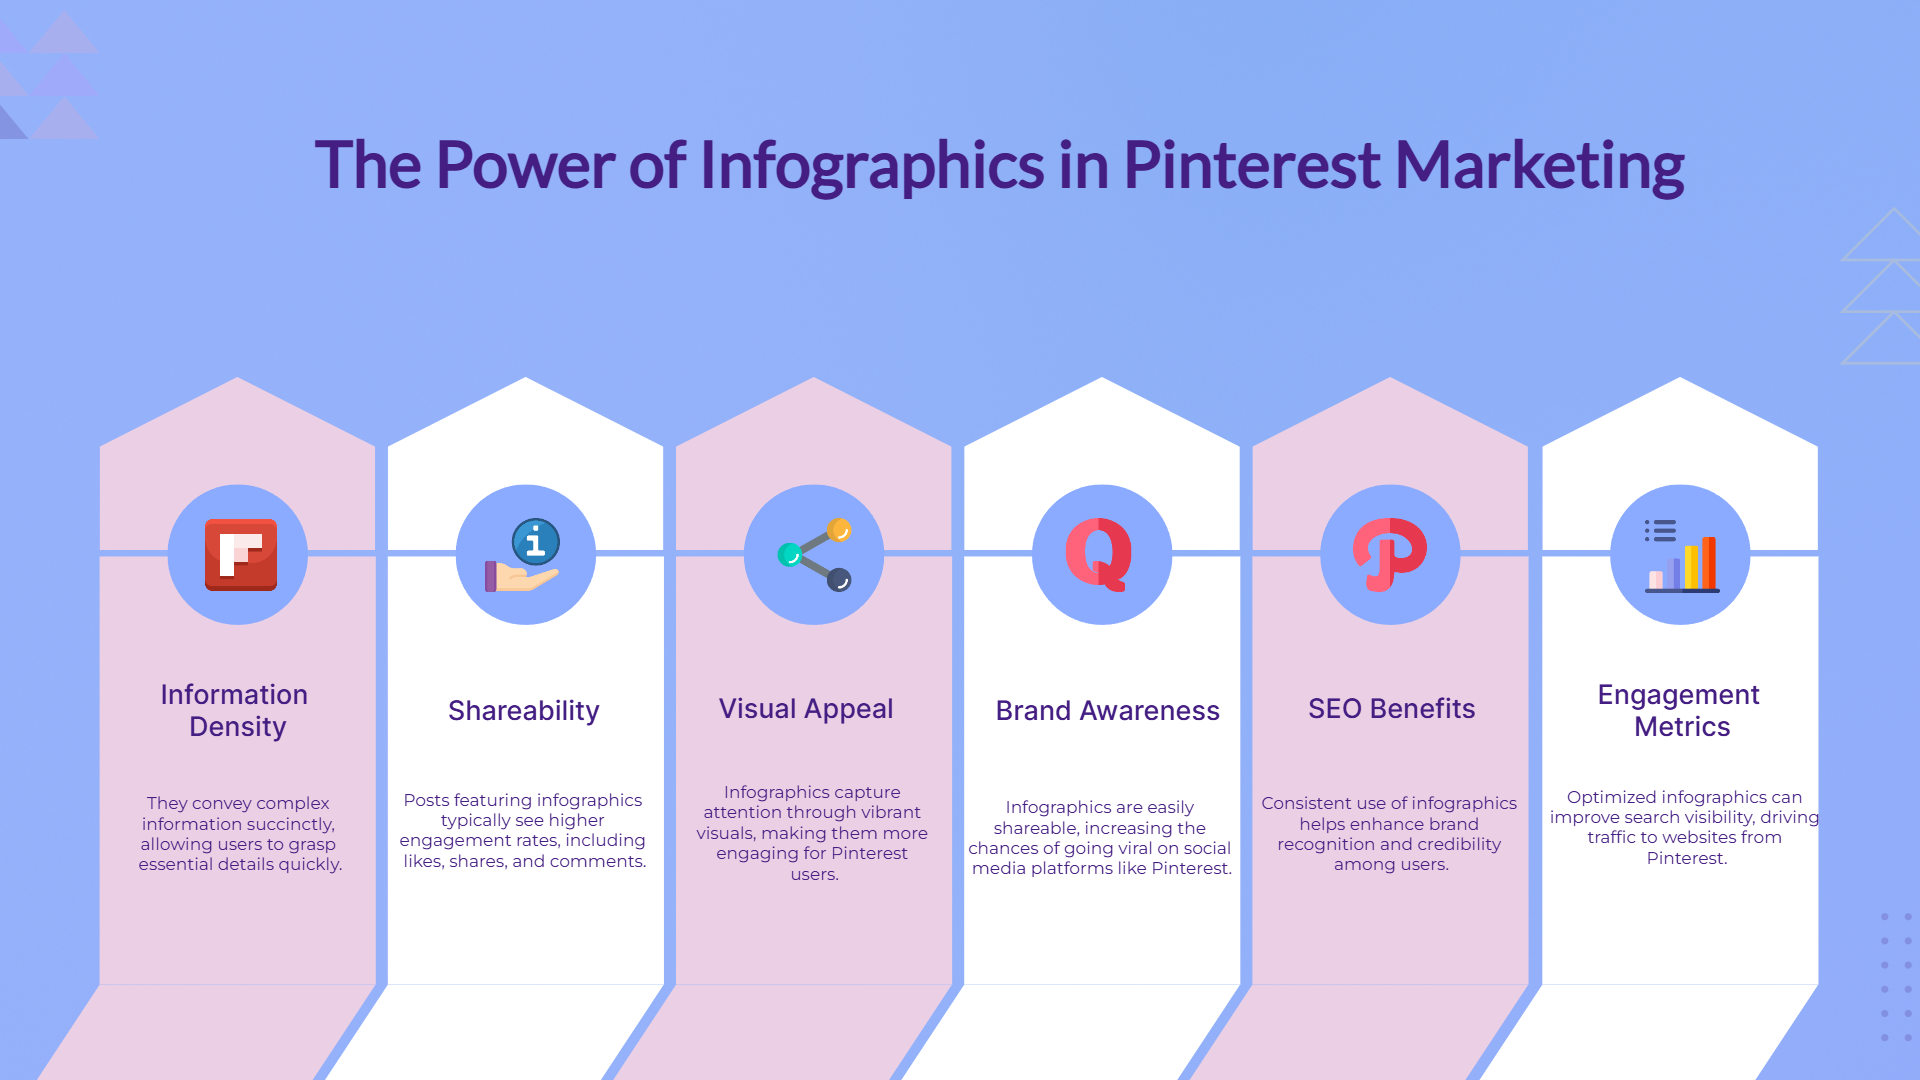 The Power of Infographics in Pinterest Marketing
Information
Density
They convey complex
information succinctly,
allowing users to grasp
essential details quickly.
Shareability
Posts featuring infographics
typically see higher
engagement rates, including
likes, shares, and comments.
Visual Appeal
Infographics capture
attention through vibrant
visuals, making them more
engaging for Pinterest
users.
Brand Awareness
Infographics are easily
shareable, increasing the
chances of going viral on social
media platforms like Pinterest.
SEO Benefits
Consistent use of infographics
helps enhance brand
recognition and credibility
among users.
Engagement
Metrics
Optimized infographics can
improve search visibility, driving
traffic to websites from
Pinterest.